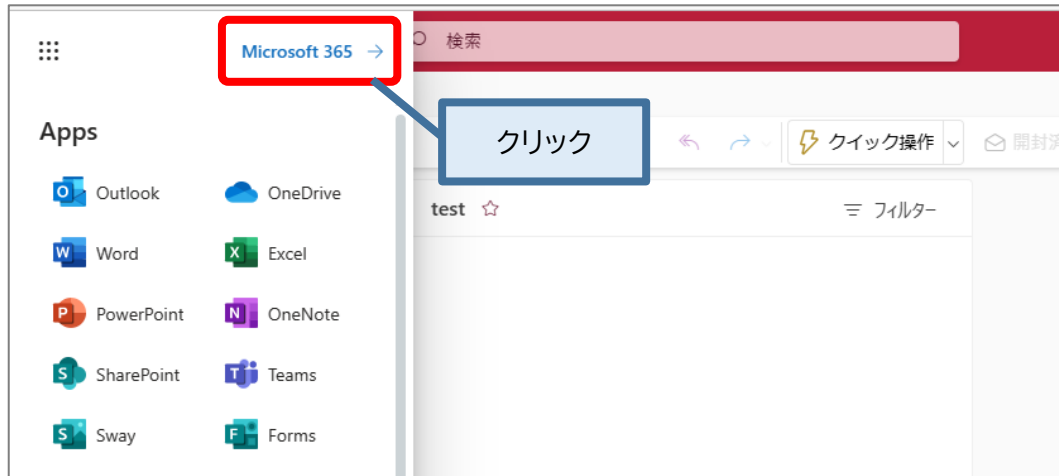 Microsoft 365 →
検索
クリック
クイック操作
開封済
Apps
test
フィルター
Outlook
OneDrive
Word
Excel
PowerPoint
OneNote
SharePoint
Teams
Sway
Forms